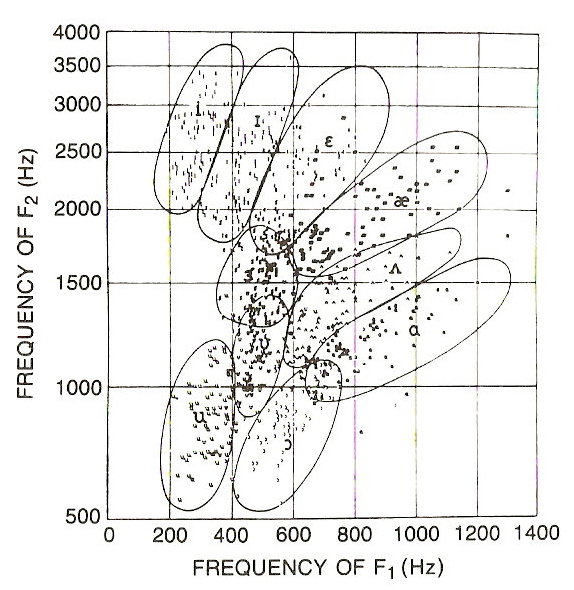 4000
3500
3000
2500
2000
1500
1000
500
FREQUENCY OF F2 (Hz)
i
ɪ
ɛ
æ
ɜ
ʌ
ʊ
ɑ
u
ɔ
0 200 400 600 800 1000 1200 1400
FREQUENCY OF F1 (Hz)